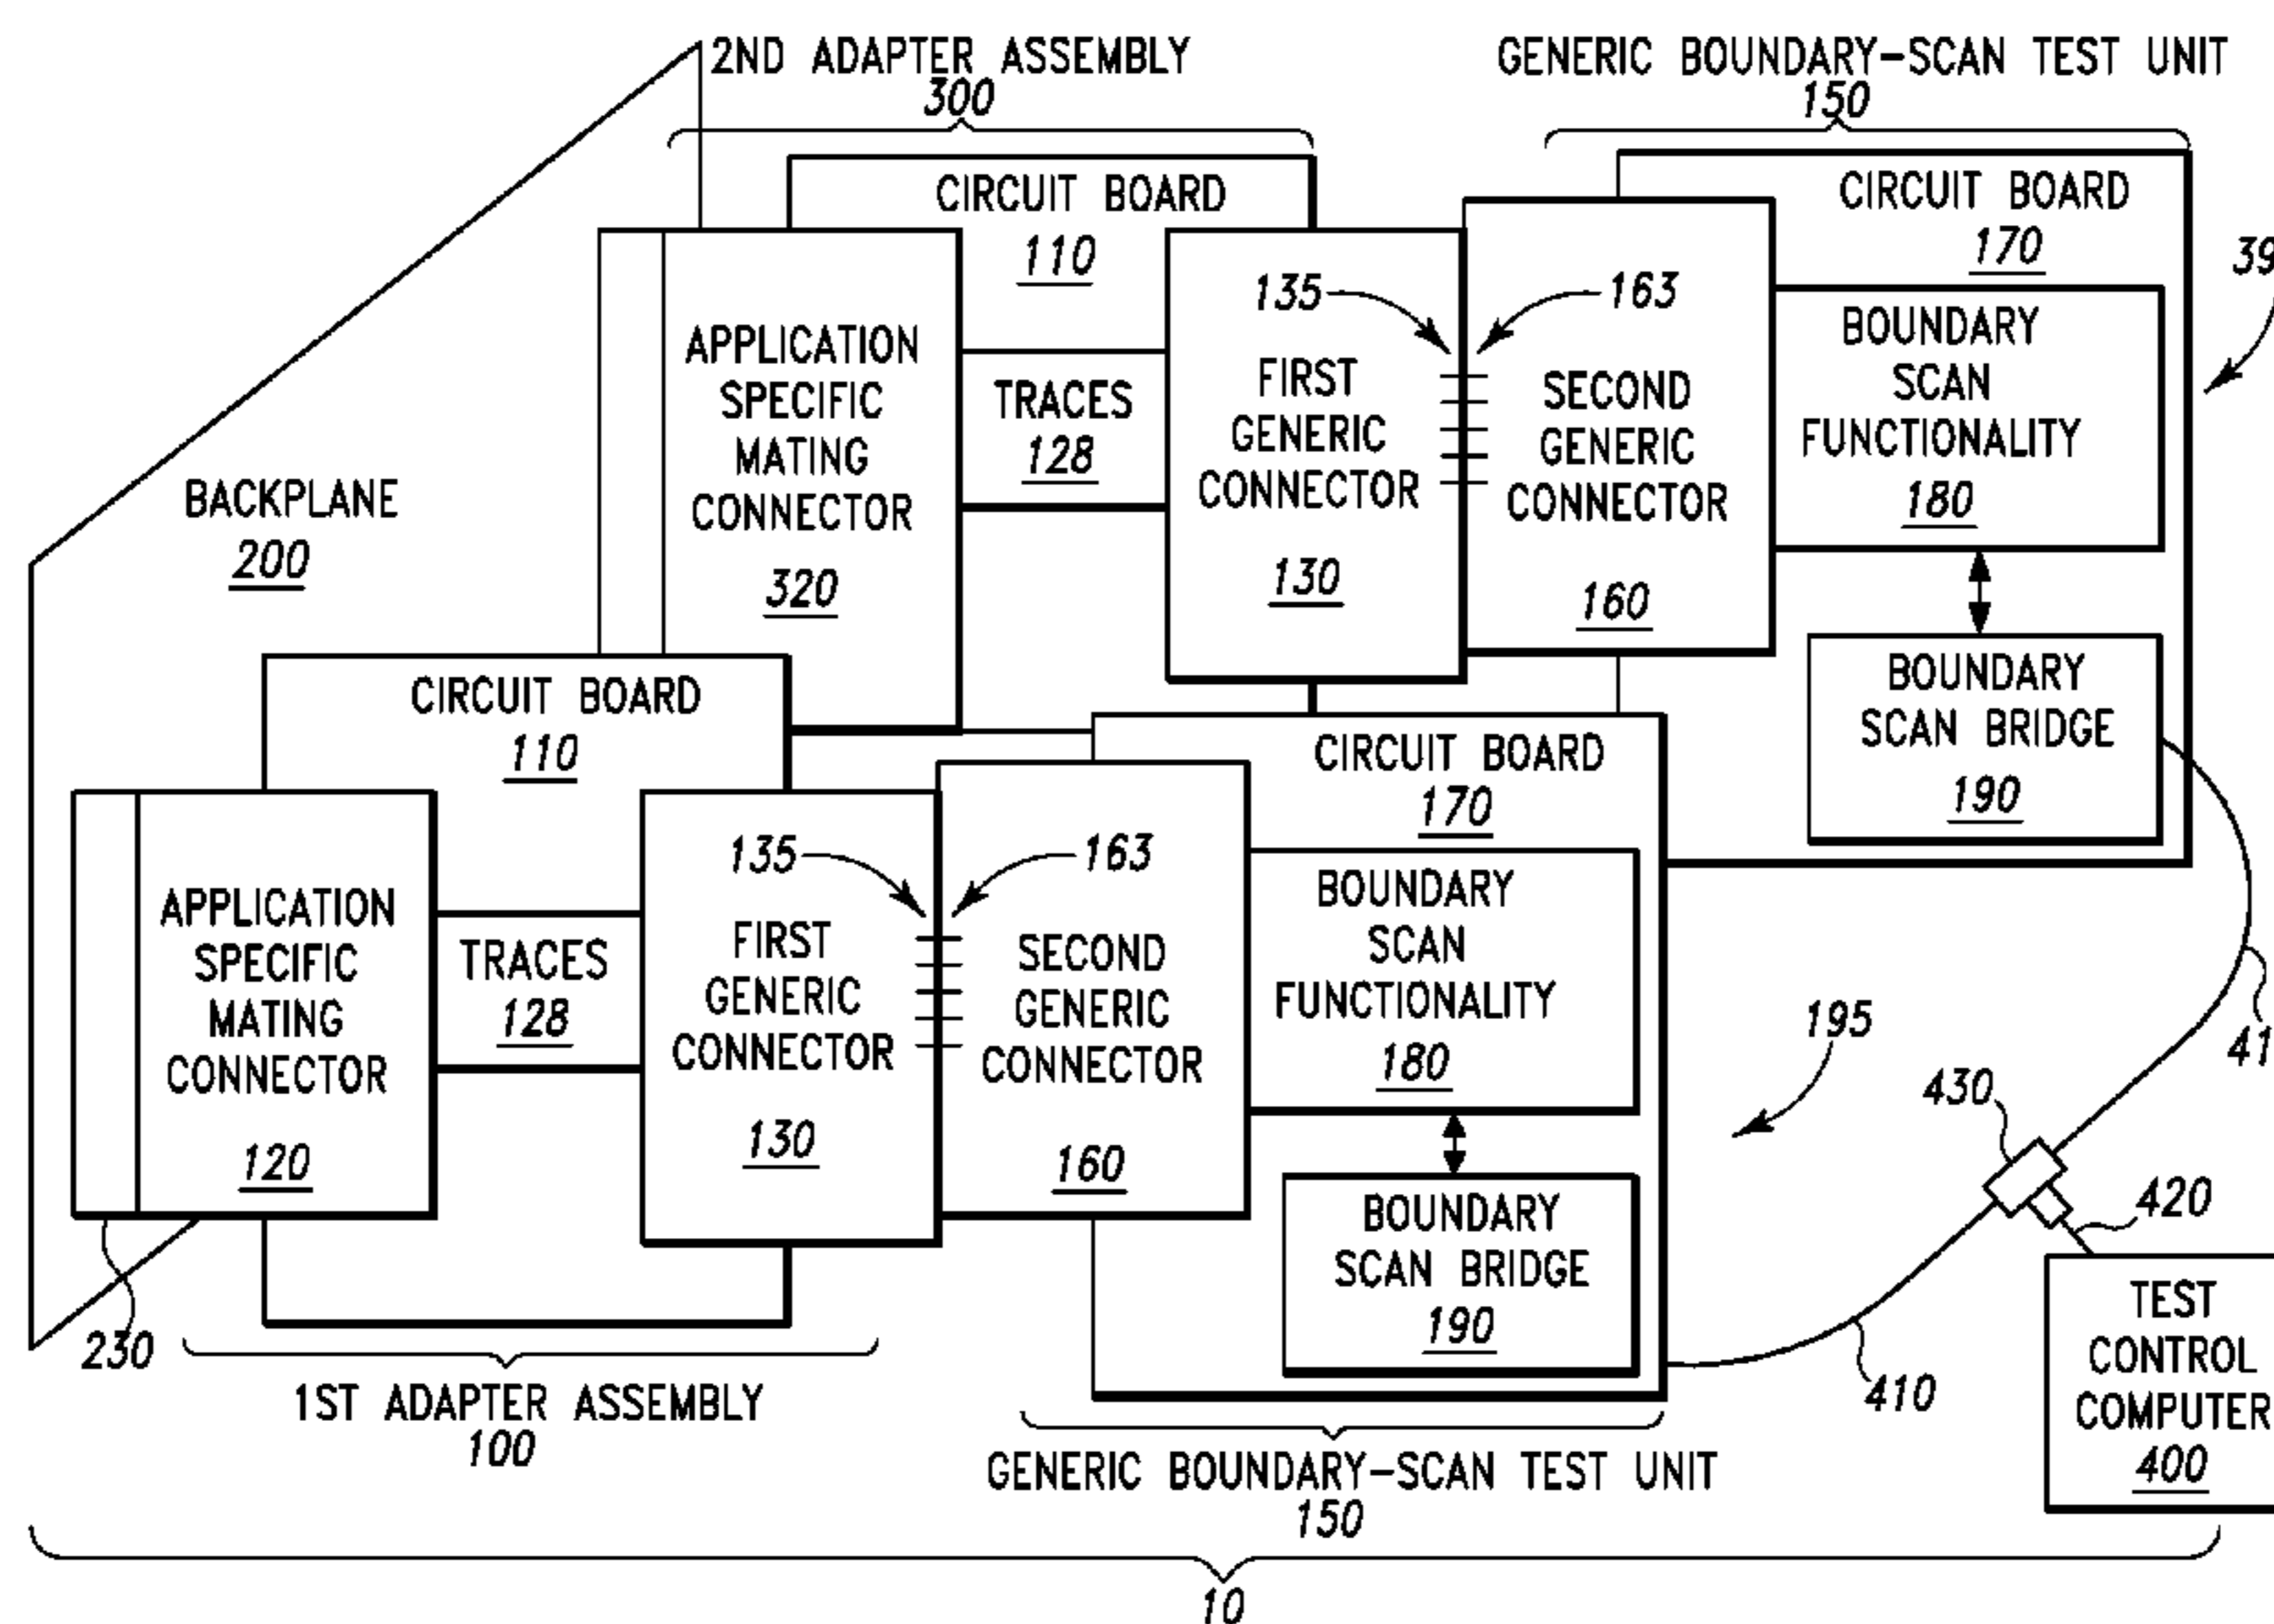 2ND ADAPTER ASSEMBLY
300
GENERIC BOUNDARY-SCAN TEST UNIT
150
CIRCUIT BOARD
110
CIRCUIT BOARD
170
39
135
163
APPLICATION
SPECIFIC
MATING
CONNECTOR
320
TRACES
128
FIRST
GENERIC
CONNECTOR
130
SECOND
GENERIC
CONNECTOR
160
BOUNDARY
SCAN
FUNCTIONALITY
180
BACKPLANE
200
BOUNDARY
SCAN BRIDGE
190
CIRCUIT BOARD
110
CIRCUIT BOARD
170
135
163
APPLICATION
SPECIFIC
MATING
CONNECTOR
120
TRACES
128
FIRST
GENERIC
CONNECTOR
130
SECOND
GENERIC
CONNECTOR
160
BOUNDARY
SCAN
FUNCTIONALITY
180
195
41
430
420
BOUNDARY
SCAN BRIDGE
190
230
410
TEST
CONTROL
COMPUTER
400
1ST ADAPTER ASSEMBLY
100
GENERIC BOUNDARY-SCAN TEST UNIT
150
10